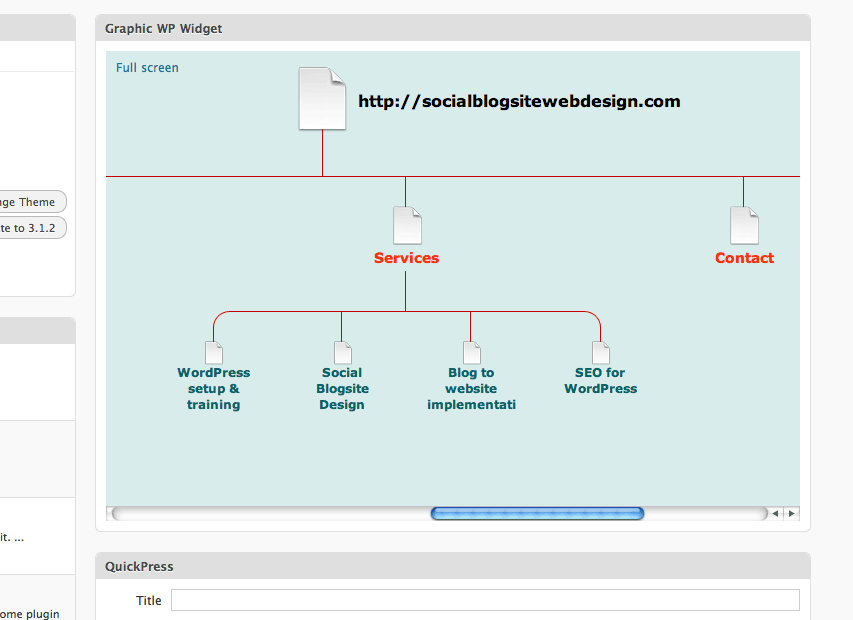 Graphic WP Widget
Full screen
http://socialblogsitewebdesign.com
nge Theme
te to 3.1.2
Services
Contact
WordPress
setup &
training
Social
Blogsite
Design
Blog to
website
implementati
SEO for
WordPress
it. ...
QuickPress
Title
ome plugin